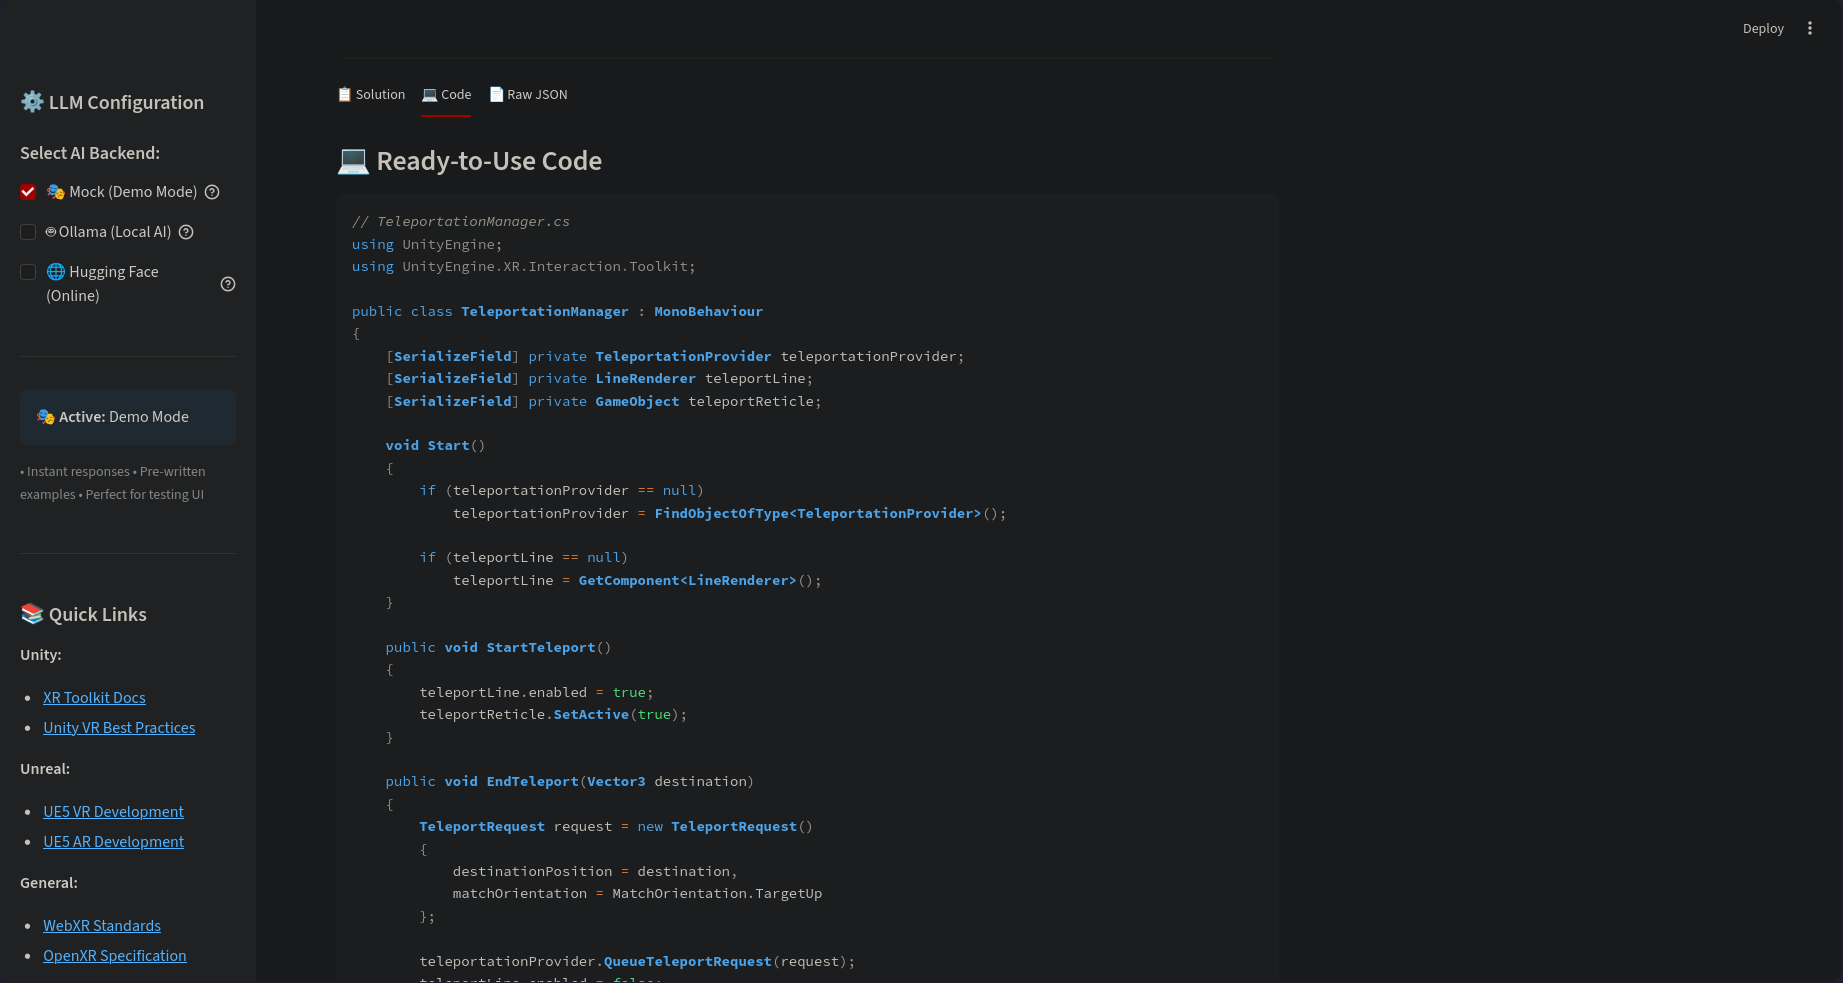 Deploy
⚙️ LLM Configuration
Select AI Backend:
🎭 Mock (Demo Mode)
Ollama (Local AI)
🌐 Hugging Face
(Online)
🎭 Active: Demo Mode
• Instant responses • Pre-written
examples • Perfect for testing UI
📚 Quick Links
Unity:
• XR Toolkit Docs
• Unity VR Best Practices
Unreal:
• UE5 VR Development
• UE5 AR Development
General:
• WebXR Standards
• OpenXR Specification
📋 Solution 💻 Code 📄 Raw JSON
💻 Ready-to-Use Code
// TeleportationManager.cs
using UnityEngine;
using UnityEngine.XR.Interaction.Toolkit;
public class TeleportationManager : MonoBehaviour
{
    [SerializeField] private TeleportationProvider teleportationProvider;
    [SerializeField] private LineRenderer teleportLine;
    [SerializeField] private GameObject teleportReticle;
    void Start()
    {
        if (teleportationProvider == null)
            teleportationProvider = FindObjectOfType<TeleportationProvider>();
        if (teleportLine == null)
            teleportLine = GetComponent<LineRenderer>();
    }
    public void StartTeleport()
    {
        teleportLine.enabled = true;
        teleportReticle.SetActive(true);
    }
    public void EndTeleport(Vector3 destination)
    {
        TeleportRequest request = new TeleportRequest()
        {
            destinationPosition = destination,
            matchOrientation = MatchOrientation.TargetUp
        };
        teleportationProvider.QueueTeleportRequest(request);
        teleportLine.enabled = false;